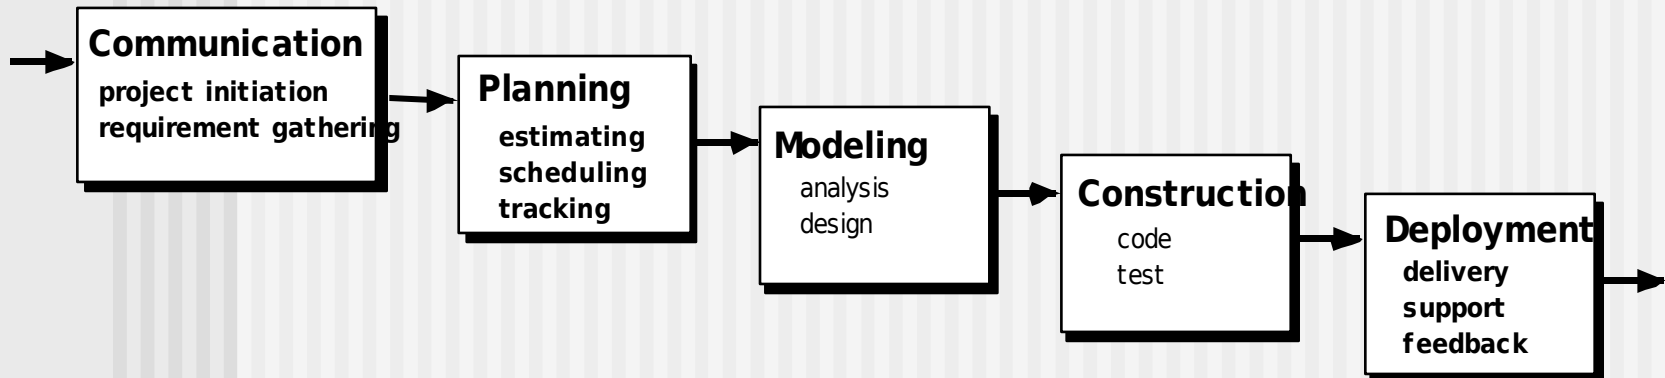 Communication
project initiation
requirement gathering
Planning
estimating
scheduling
tracking
Modeling
analysis
design
Construction
code
test
Deployment
delivery
support
feedback